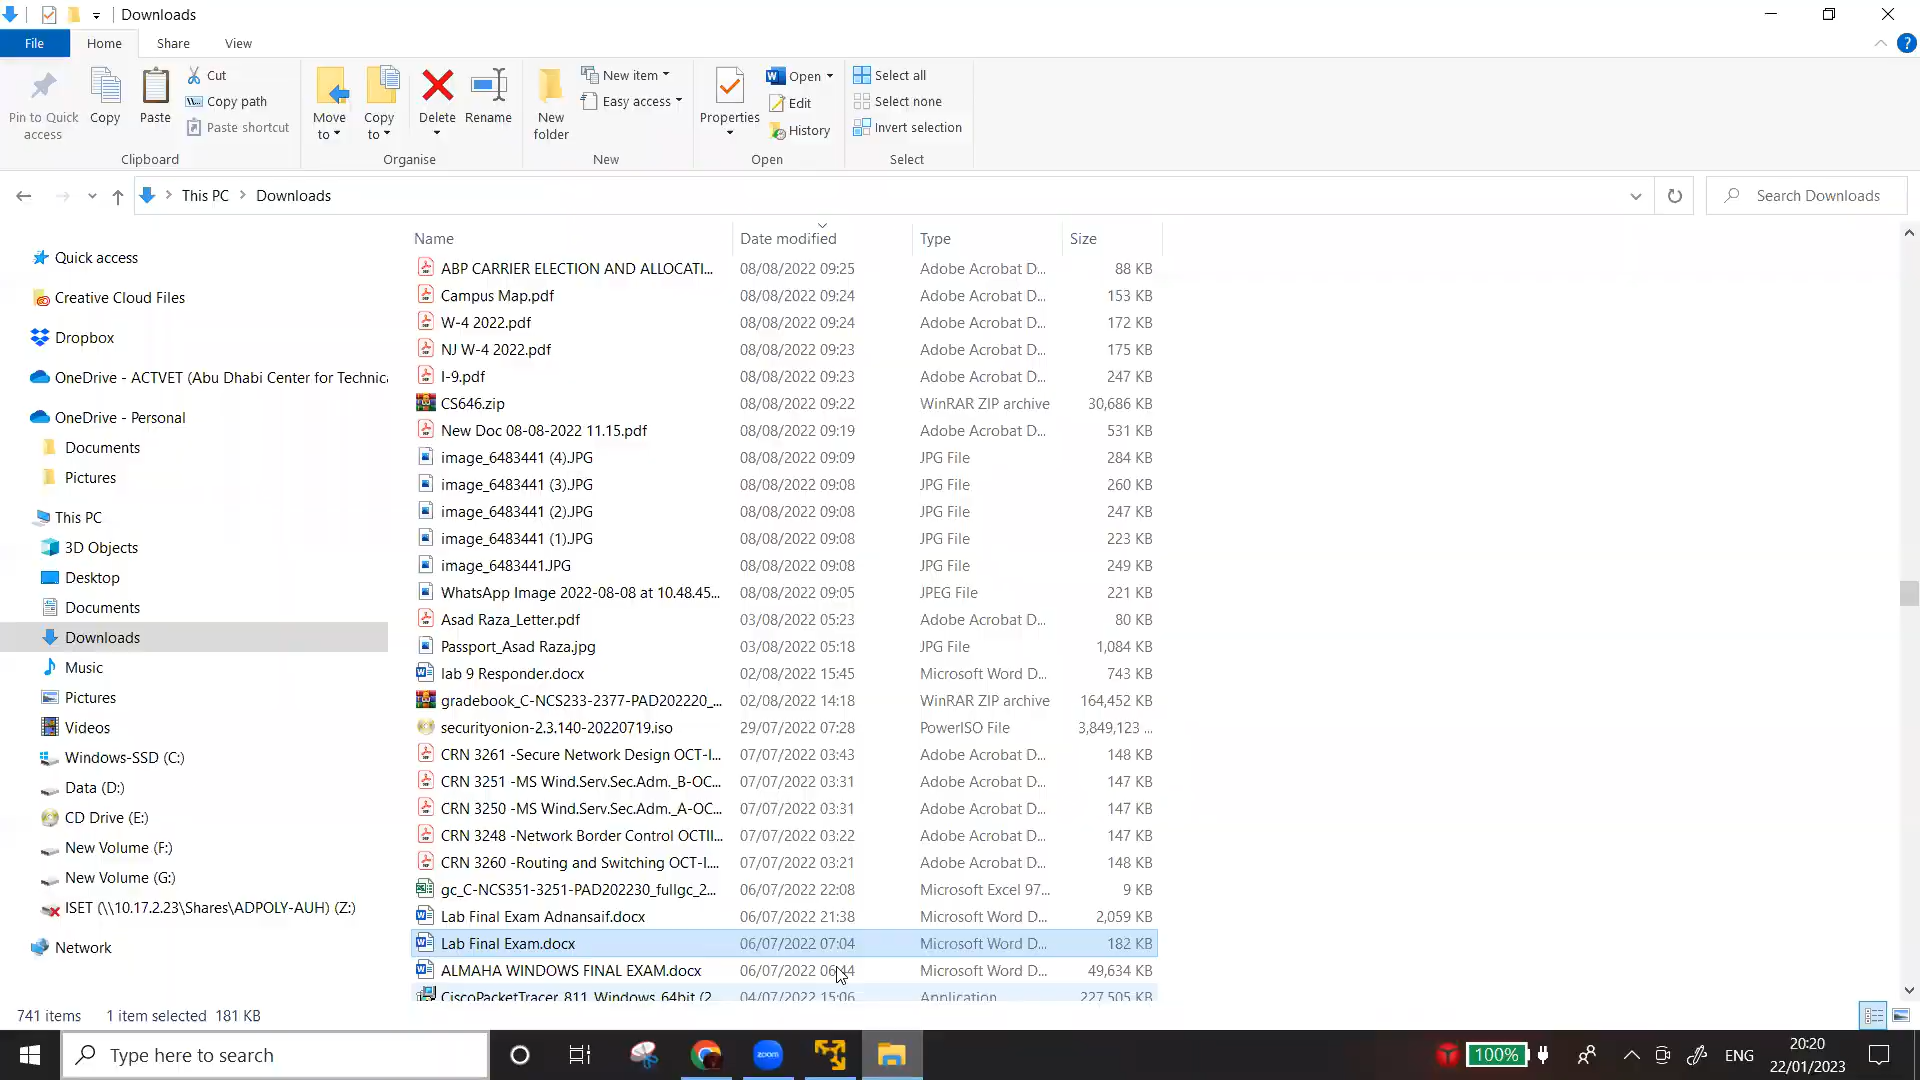 Downloads
File Home Share View
Pin to Quick access
Copy
Paste
Cut
Copy path
Paste shortcut
Clipboard
Move to
Copy to
Delete
Rename
Organise
New folder
New item
Easy access
New
Properties
Open
Edit
History
Open
Select all
Select none
Invert selection
Select
This PC Downloads
Search Downloads
Quick access
Creative Cloud Files
Dropbox
OneDrive - ACTVET (Abu Dhabi Center for Technica
OneDrive - Personal
Documents
Pictures
This PC
3D Objects
Desktop
Documents
Downloads
Music
Pictures
Videos
Windows-SSD (C:)
Data (D:)
CD Drive (E:)
New Volume (F:)
New Volume (G:)
ISET (\\10.17.2.23\Shares\ADPOLY-AUH) (Z:)
Network
Name Date modified Type Size
ABP CARRIER ELECTION AND ALLOCATI... 08/08/2022 09:25 Adobe Acrobat D... 88 KB
Campus Map.pdf 08/08/2022 09:24 Adobe Acrobat D... 153 KB
W-4 2022.pdf 08/08/2022 09:24 Adobe Acrobat D... 172 KB
NJ W-4 2022.pdf 08/08/2022 09:23 Adobe Acrobat D... 175 KB
I-9.pdf 08/08/2022 09:23 Adobe Acrobat D... 247 KB
CS646.zip 08/08/2022 09:22 WinRAR ZIP archive 30,686 KB
New Doc 08-08-2022 11.15.pdf 08/08/2022 09:19 Adobe Acrobat D... 531 KB
image_6483441 (4).JPG 08/08/2022 09:09 JPG File 284 KB
image_6483441 (3).JPG 08/08/2022 09:08 JPG File 260 KB
image_6483441 (2).JPG 08/08/2022 09:08 JPG File 247 KB
image_6483441 (1).JPG 08/08/2022 09:08 JPG File 223 KB
image_6483441.JPG 08/08/2022 09:08 JPG File 249 KB
WhatsApp Image 2022-08-08 at 10.48.45... 08/08/2022 09:05 JPEG File 221 KB
Asad Raza_Letter.pdf 03/08/2022 05:23 Adobe Acrobat D... 80 KB
Passport_Asad Raza.jpg 03/08/2022 05:18 JPG File 1,084 KB
lab 9 Responder.docx 02/08/2022 15:45 Microsoft Word D... 743 KB
gradebook_C-NCS233-2377-PAD202220_... 02/08/2022 14:18 WinRAR ZIP archive 164,452 KB
securityonion-2.3.140-20220719.iso 29/07/2022 07:28 PowerISO File 3,849,123 ...
CRN 3261 -Secure Network Design OCT-I... 07/07/2022 03:43 Adobe Acrobat D... 148 KB
CRN 3251 -MS Wind.Serv.Sec.Adm._B-OC... 07/07/2022 03:31 Adobe Acrobat D... 147 KB
CRN 3250 -MS Wind.Serv.Sec.Adm._A-OC... 07/07/2022 03:31 Adobe Acrobat D... 147 KB
CRN 3248 -Network Border Control OCTII... 07/07/2022 03:22 Adobe Acrobat D... 147 KB
CRN 3260 -Routing and Switching OCT-I.... 07/07/2022 03:21 Adobe Acrobat D... 148 KB
gc_C-NCS351-3251-PAD202230_fullgc_2... 06/07/2022 22:08 Microsoft Excel 97... 9 KB
Lab Final Exam Adnansaif.docx 06/07/2022 21:38 Microsoft Word D... 2,059 KB
Lab Final Exam.docx 06/07/2022 07:04 Microsoft Word D... 182 KB
ALMAHA WINDOWS FINAL EXAM.docx 06/07/2022 06:44 Microsoft Word D... 49,634 KB
CiscoPacketTracer_811_Windows_64bit (2... 04/07/2022 15:06 Application 227,505 KB
741 items 1 item selected 181 KB
Type here to search
zoom
100%
ENG
20:20
22/01/2023